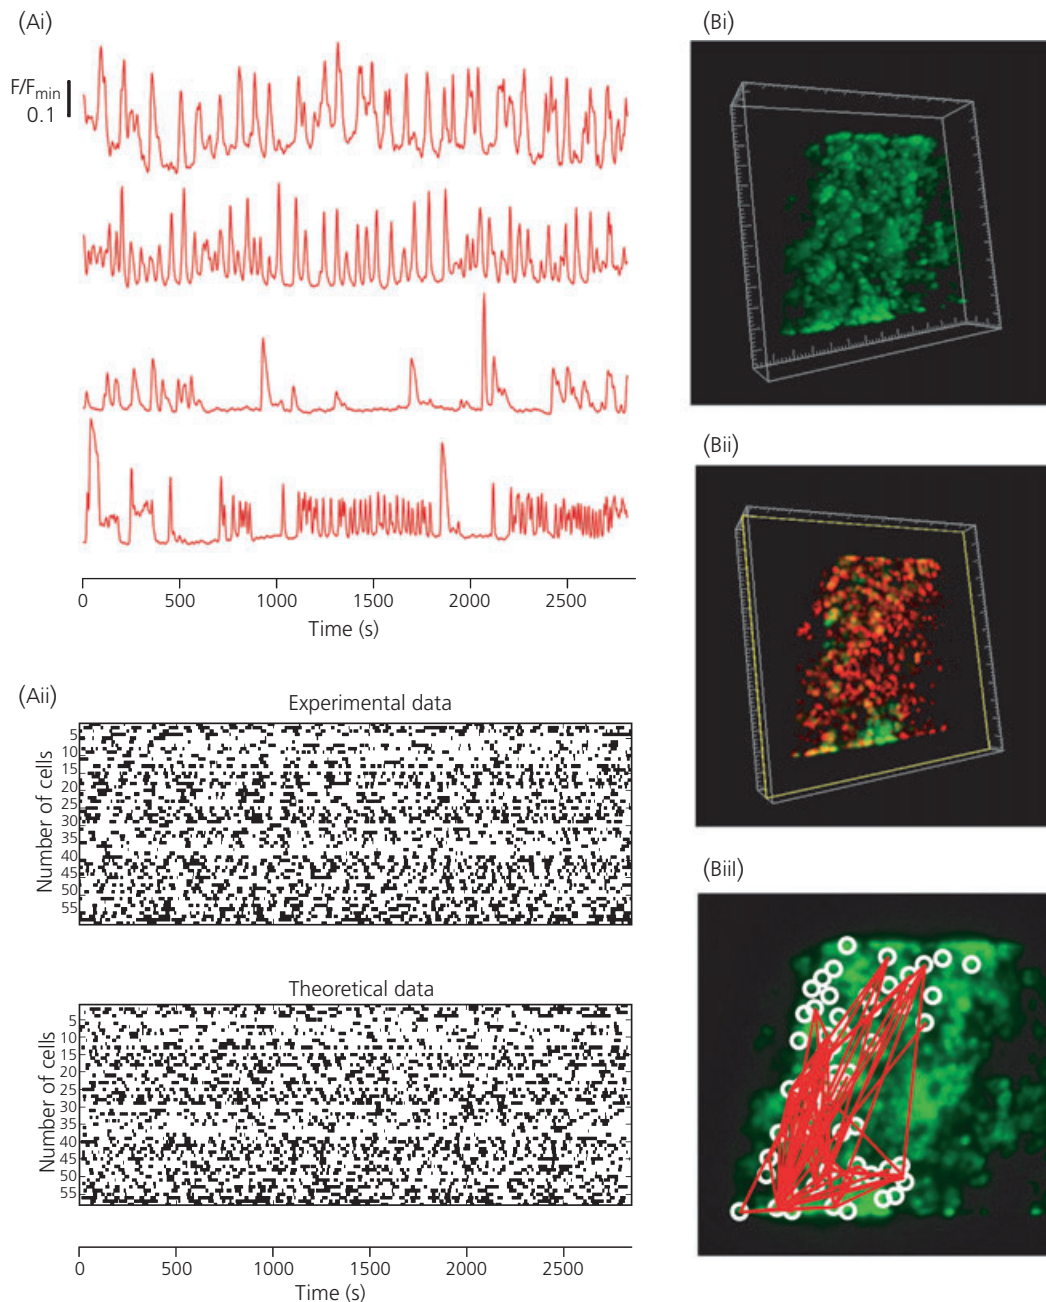 (Ai)
F/Fmin
0.1
0 500 1000 1500 2000 2500
Time (s)
(Aii)
Experimental data
Number of cells
5
10
15
20
25
30
35
40
45
50
55
Theoretical data
Number of cells
5
10
15
20
25
30
35
40
45
50
55
0 500 1000 1500 2000 2500
Time (s)
(Bi)
(Bii)
(Biil)